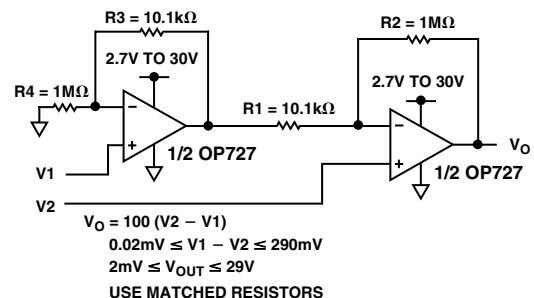 R3 = 10.1kΩ
R2 = 1MΩ
2.7V TO 30V
2.7V TO 30V
R4 = 1MΩ
R1 = 10.1kΩ
−
+
−
+
V1
1/2 OP727
VO
1/2 OP727
V2
VO = 100 (V2 − V1)
0.02mV ≤ V1 − V2 ≤ 290mV
2mV ≤ VOUT ≤ 29V
USE MATCHED RESISTORS